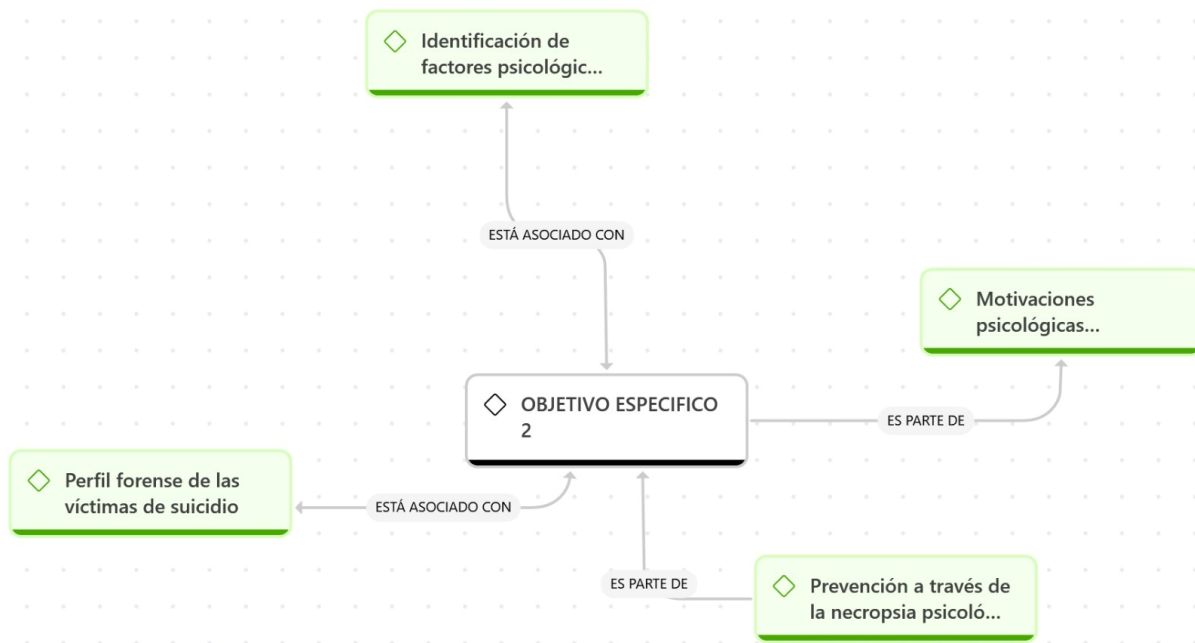 Identificación de
factores psicológic...
ESTÁ ASOCIADO CON
Motivaciones
psicológicas...
OBJETIVO ESPECIFICO
2
ES PARTE DE
Perfil forense de las
víctimas de suicidio
ESTÁ ASOCIADO CON
ES PARTE DE
Prevención a través de
la necropsia psicoló...